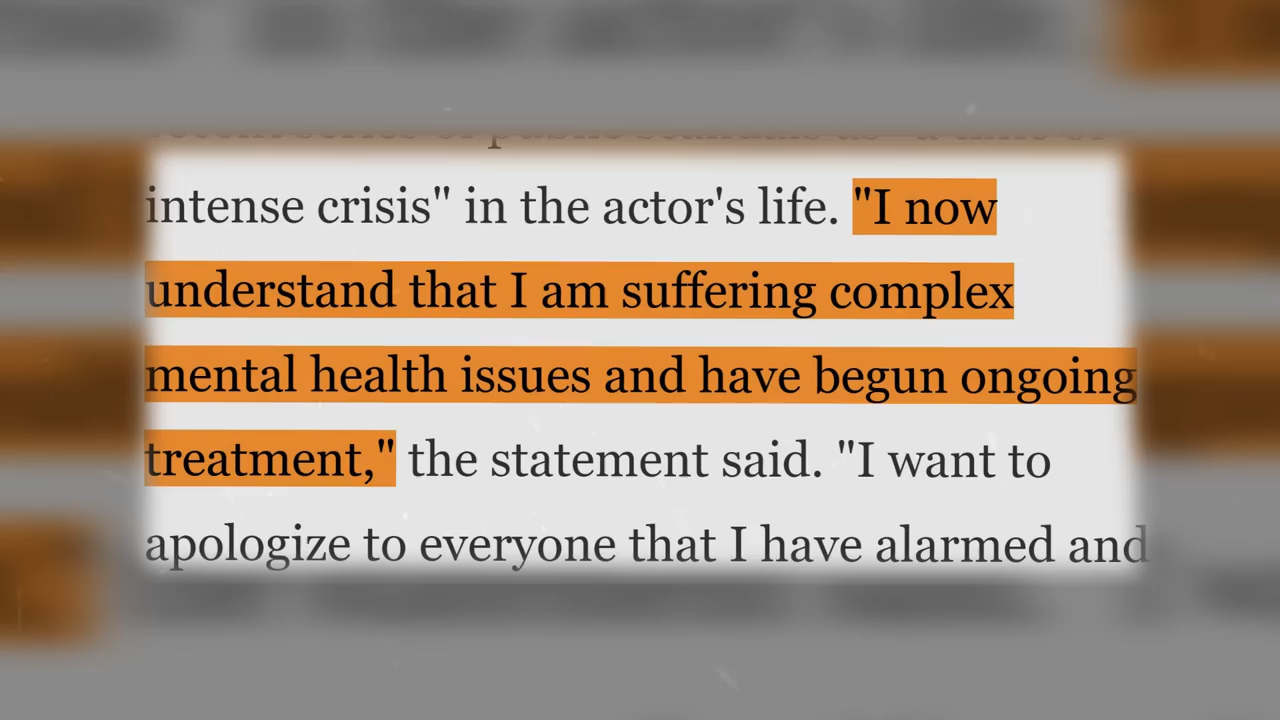 intense crisis" in the actor's life. "I now
understand that I am suffering complex
mental health issues and have begun ongoing
treatment," the statement said. "I want to
apologize to everyone that I have alarmed and